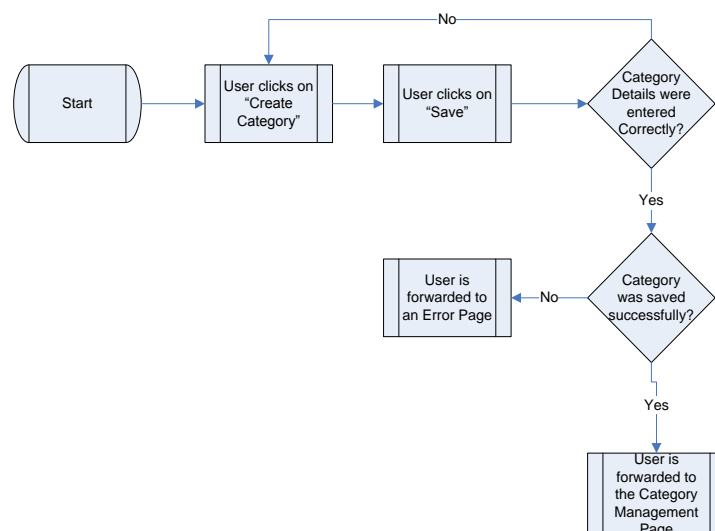 No
Start
User clicks on
“Create
Category”
User clicks on
“Save”
Category
Details were
entered
Correctly?
Yes
User is
forwarded to
an Error Page
No
Category
was saved
successfully?
Yes
User is
forwarded to
the Category
Management
Page